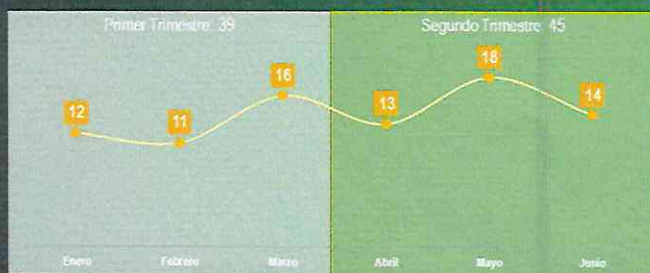 Primer Trimestre: 39
Segundo Trimestre: 45
12
11
16
13
18
14
Enero
Febrero
Marzo
Abril
Mayo
Junio